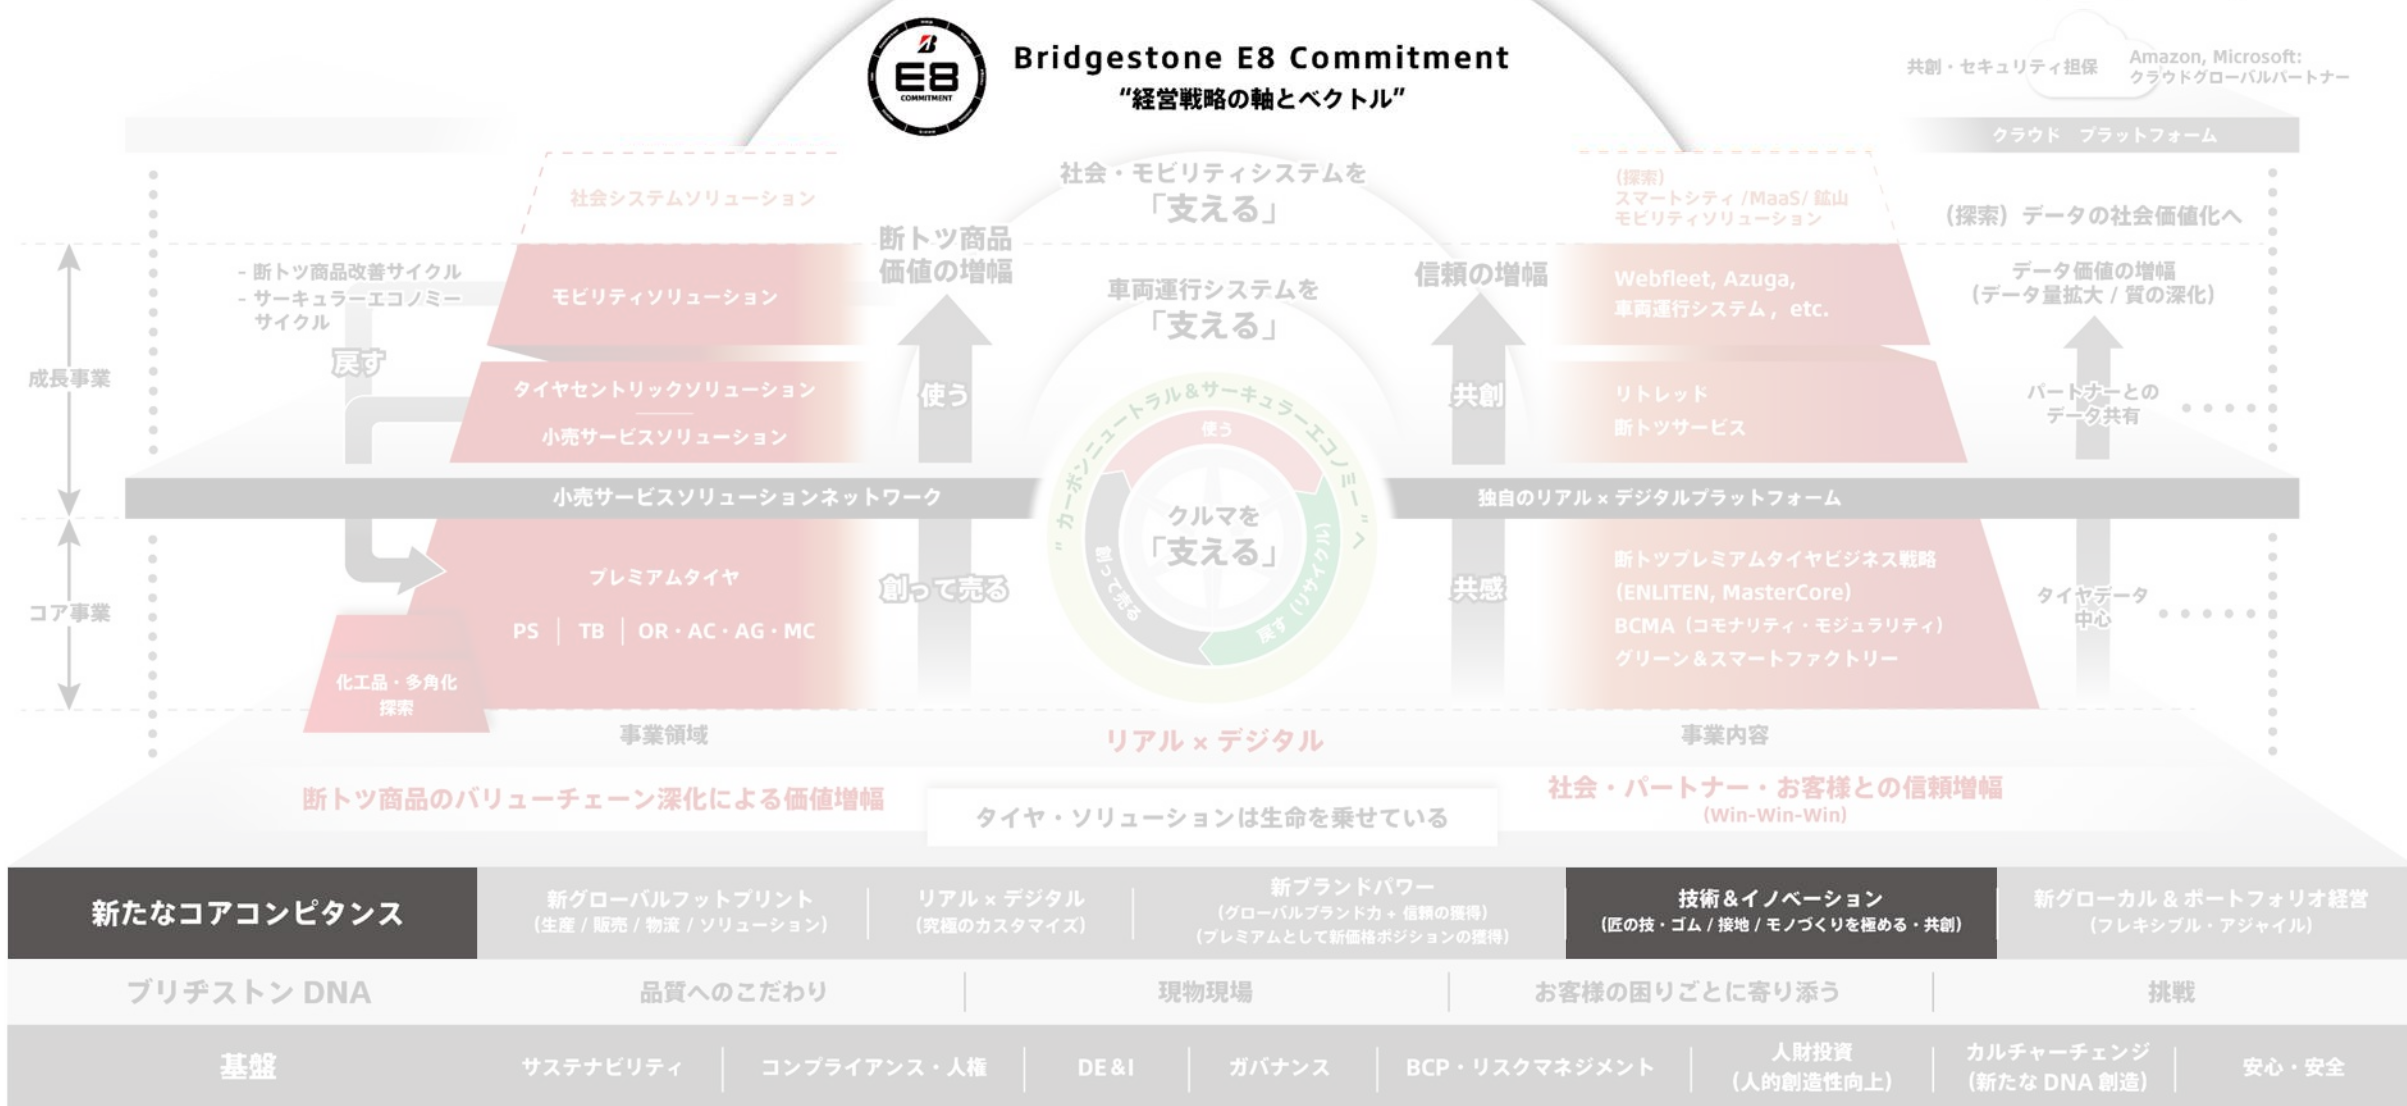 E8
COMMITMENT
Bridgestone E8 Commitment
“経営戦略の軸とベクトル”
共創・セキュリティ担保
Amazon, Microsoft:
クラウドグローバルパートナー
クラウド プラットフォーム
社会システムソリューション
社会・モビリティシステムを
「支える」
(探索)
スマートシティ /MaaS/ 鉱山
モビリティソリューション
(探索) データの社会価値化へ
- 断トツ商品改善サイクル
- サーキュラーエコノミー
サイクル
戻す
モビリティソリューション
断トツ商品
価値の増幅
車両運行システムを
「支える」
信頼の増幅
Webfleet, Azuga,
車両運行システム , etc.
データ価値の増幅
(データ量拡大 / 質の深化)
成長事業
タイヤセントリックソリューション
小売サービスソリューション
使う
共創
リトレッド
断トツサービス
パートナーとの
データ共有
小売サービスソリューションネットワーク
独自のリアル × デジタルプラットフォーム
“カーボンニュートラル&サーキュラーエコノミー”へ
使う
創って売る
戻す (リサイクル)
クルマを
「支える」
コア事業
プレミアムタイヤ
PS | TB | OR・AC・AG・MC
化工品・多角化
探索
創って売る
共感
断トツプレミアムタイヤビジネス戦略
(ENLITEN, MasterCore)
BCMA (コモナリティ・モジュラリティ)
グリーン&スマートファクトリー
タイヤデータ
中心
事業領域
リアル × デジタル
事業内容
断トツ商品のバリューチェーン深化による価値増幅
タイヤ・ソリューションは生命を乗せている
社会・パートナー・お客様との信頼増幅
(Win-Win-Win)
新たなコアコンピタンス
新グローバルフットプリント
(生産 / 販売 / 物流 / ソリューション)
リアル × デジタル
(究極のカスタマイズ)
新ブランドパワー
(グローバルブランド力 + 信頼の獲得)
(プレミアムとして新価格ポジションの獲得)
技術&イノベーション
(匠の技・ゴム / 接地 / モノづくりを極める・共創)
新グローカル & ポートフォリオ経営
(フレキシブル・アジャイル)
ブリヂストン DNA
品質へのこだわり
現物現場
お客様の困りごとに寄り添う
挑戦
基盤
サステナビリティ
コンプライアンス・人権
DE&I
ガバナンス
BCP・リスクマネジメント
人財投資
(人的創造性向上)
カルチャーチェンジ
(新たな DNA 創造)
安心・安全